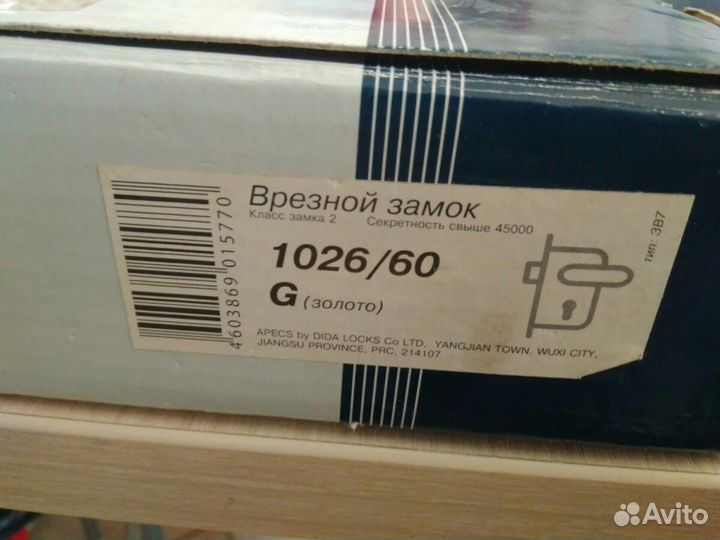 Врезной замок
Класс замка 2 Секретность свыше 45000
1026/60
G (золото)
APECS by DIDA LOCKS Co LTD, YANGJIAN TOWN, WUXI CITY,
JIANGSU PROVINCE, PRC, 214107
4603869015770
тип: ЗВ7
Avito